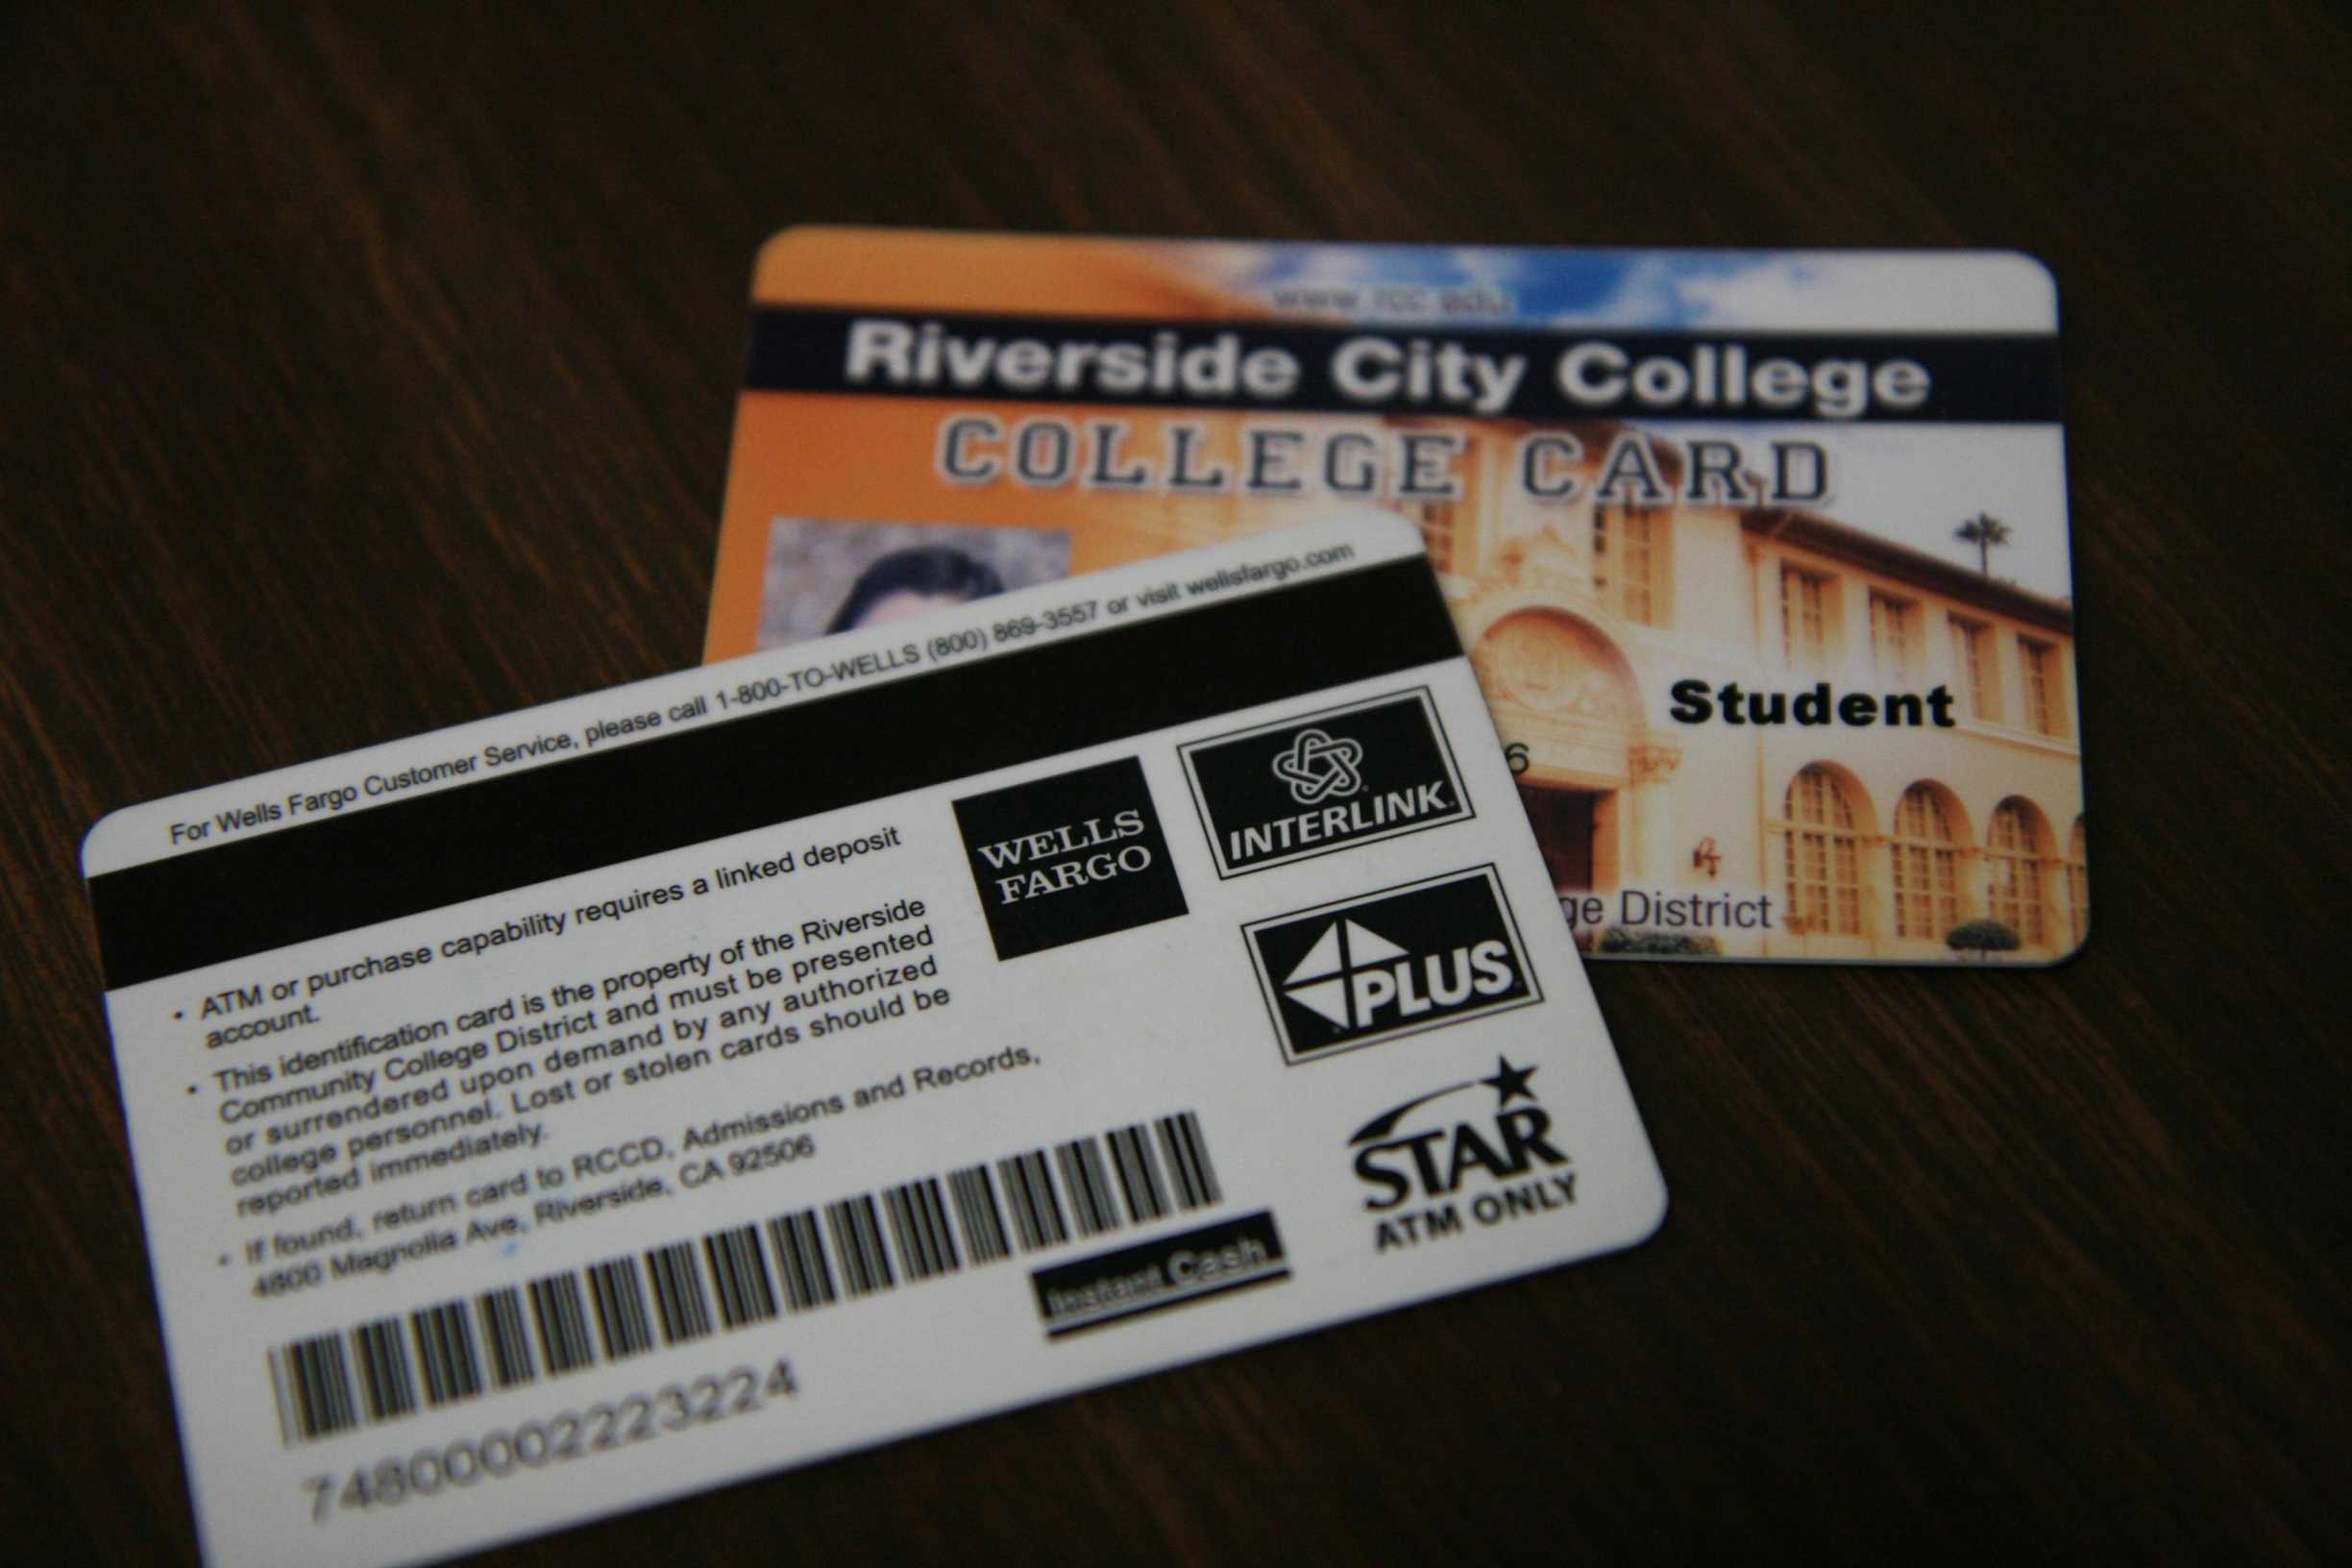 www.rcc.edu
Riverside City College
COLLEGE CARD
Student
6
ge District
For Wells Fargo Customer Service, please call 1-800-TO-WELLS (800) 869-3557 or visit wellsfargo.com
• ATM or purchase capability requires a linked deposit
account.
• This identification card is the property of the Riverside
Community College District and must be presented
or surrendered upon demand by any authorized
college personnel. Lost or stolen cards should be
reported immediately.
• If found, return card to RCCD, Admissions and Records,
4800 Magnolia Ave, Riverside, CA 92506
WELLS
FARGO
INTERLINK
PLUS
STAR
ATM ONLY
Instant Cash
74800002223224